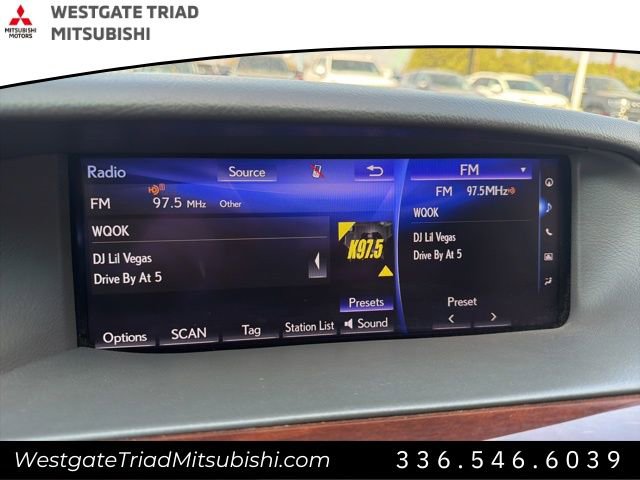 MITSUBISHI
MOTORS
WESTGATE TRIAD
MITSUBISHI
Radio
Source
FM
FM 97.5 MHz Other
FM 97.5MHz
WQOK
DJ Lil Vegas
Drive By At 5
K97.5
WQOK
DJ Lil Vegas
Drive By At 5
Presets
Preset
Options
SCAN
Tag
Station List
Sound
< >
WestgateTriadMitsubishi.com
336.546.6039